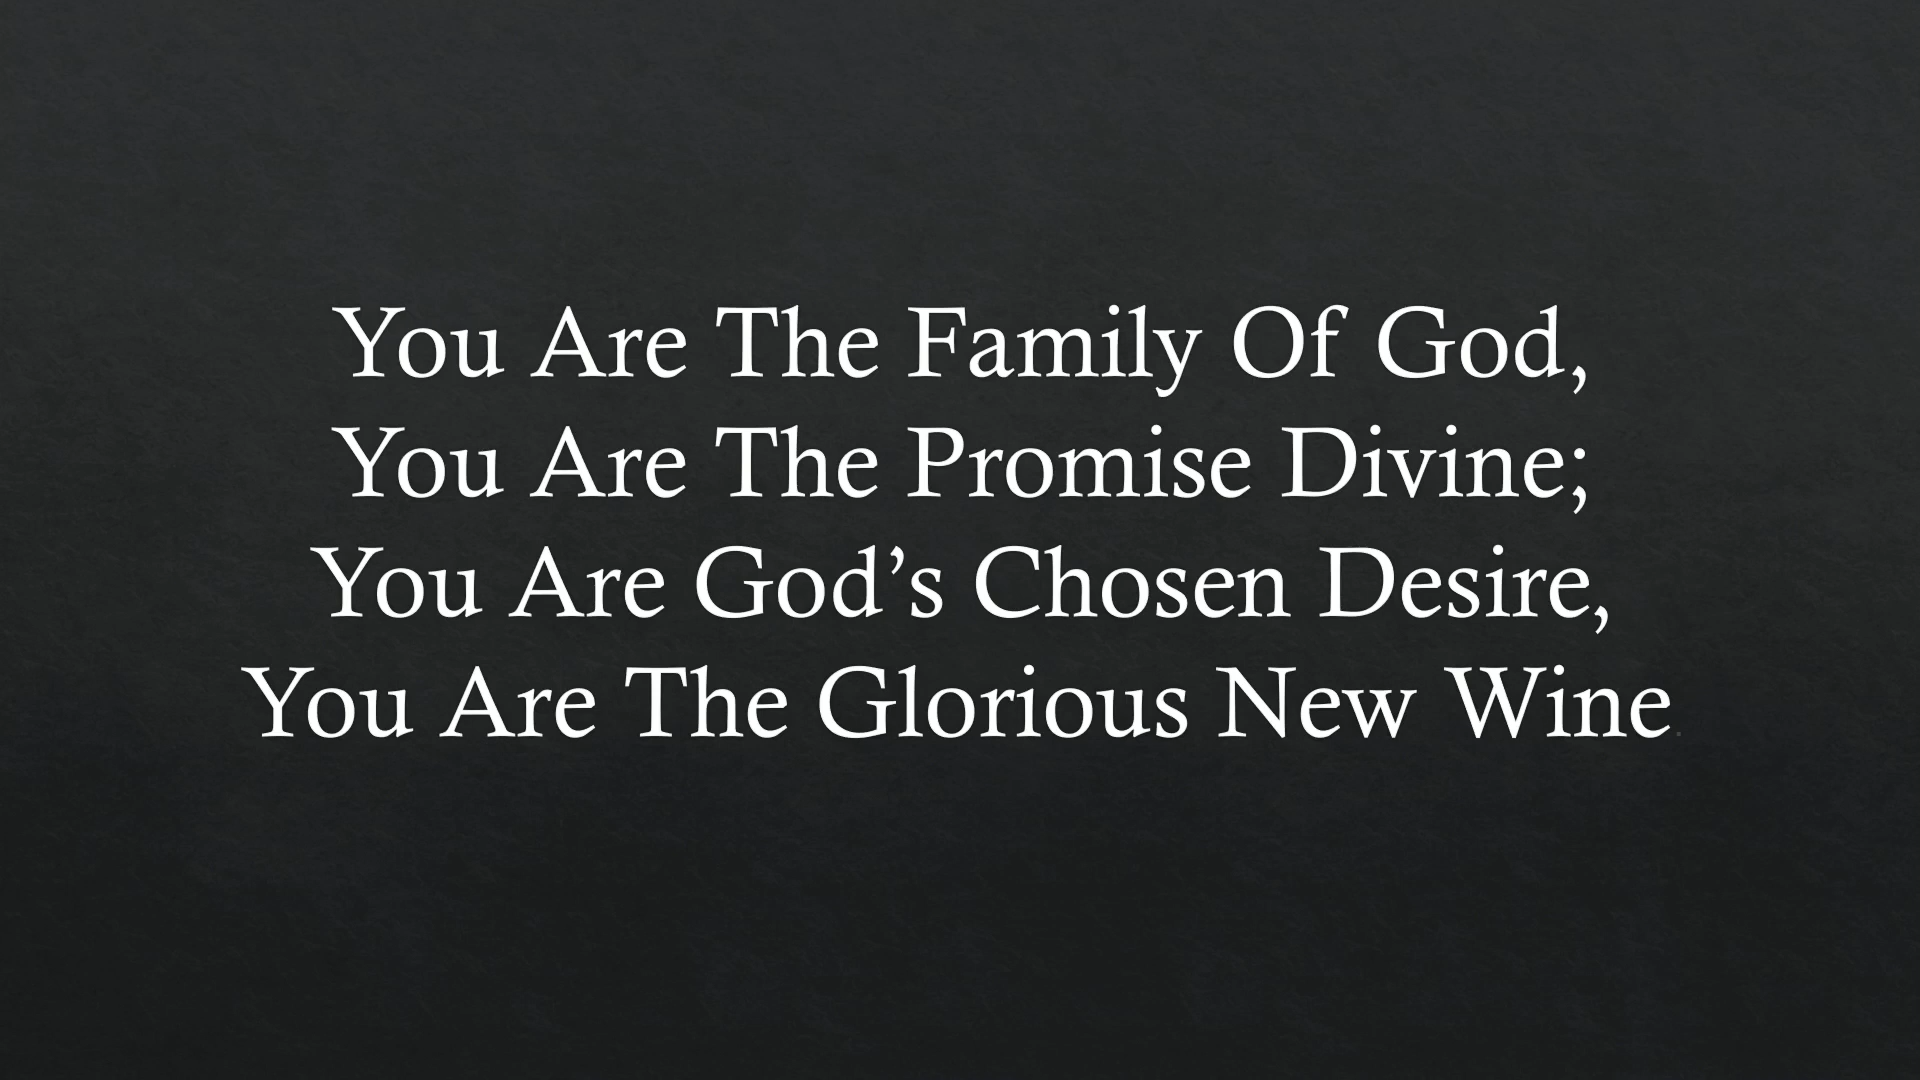 You Are The Family Of God,
You Are The Promise Divine;
You Are God’s Chosen Desire,
You Are The Glorious New Wine.